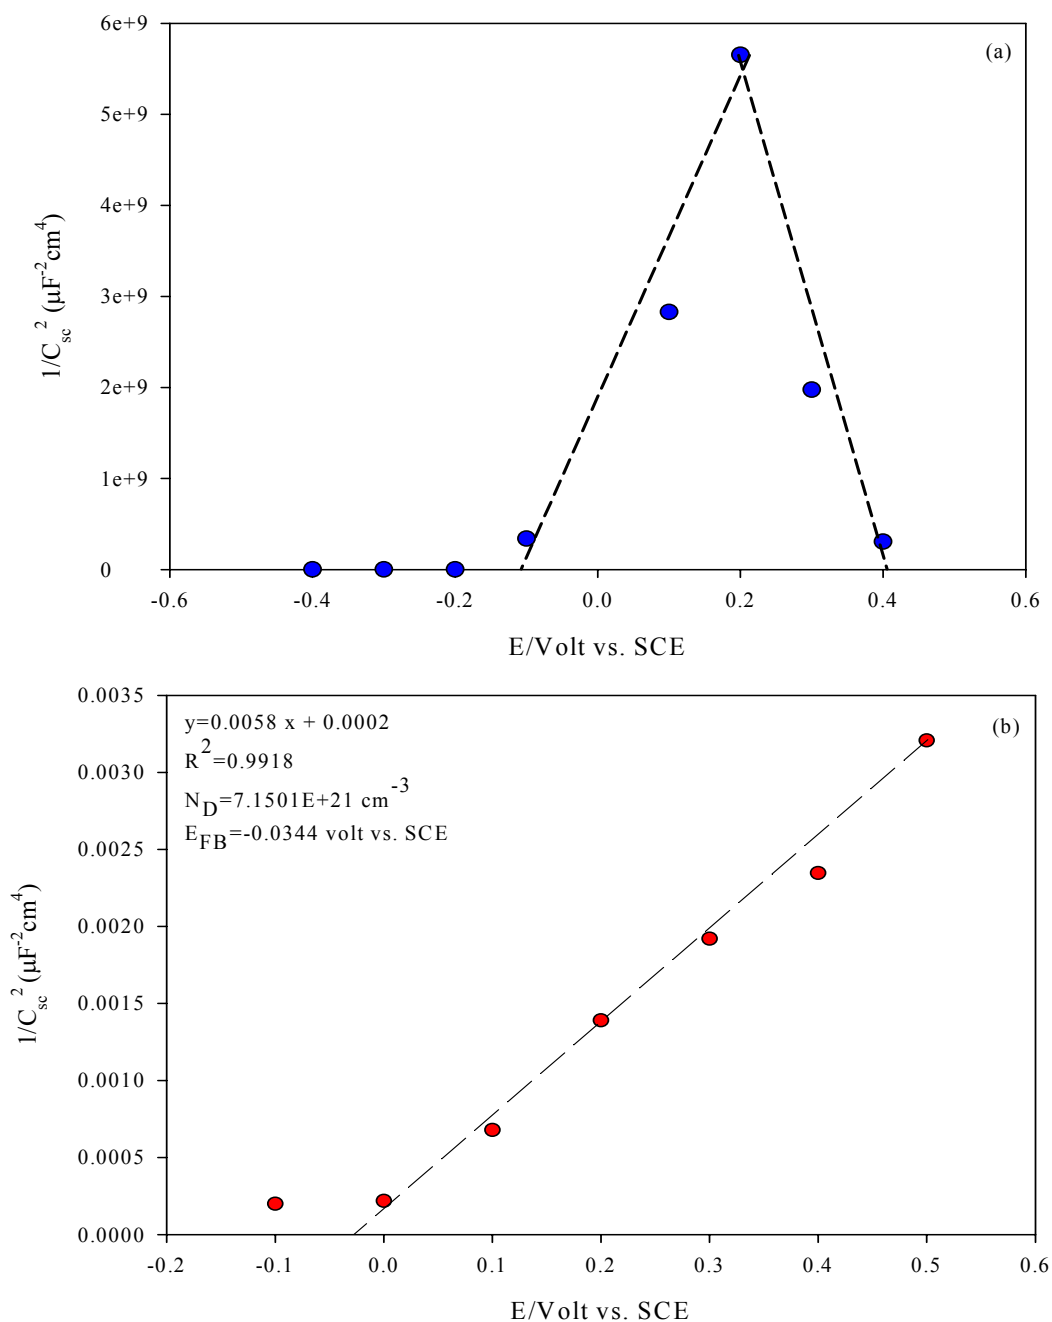 6e+9
(a)
5e+9
4e+9
3e+9
2e+9
1e+9
0
1/C_sc^2 (µF^-2cm^4)
-0.6 -0.4 -0.2 0.0 0.2 0.4 0.6
E/Volt vs. SCE
0.0035
y=0.0058 x + 0.0002
(b)
R^2=0.9918
N_D=7.1501E+21 cm^-3
E_FB=-0.0344 volt vs. SCE
0.0030
0.0025
0.0020
0.0015
0.0010
0.0005
0.0000
1/C_sc^2 (µF^-2cm^4)
-0.2 -0.1 0.0 0.1 0.2 0.3 0.4 0.5 0.6
E/Volt vs. SCE